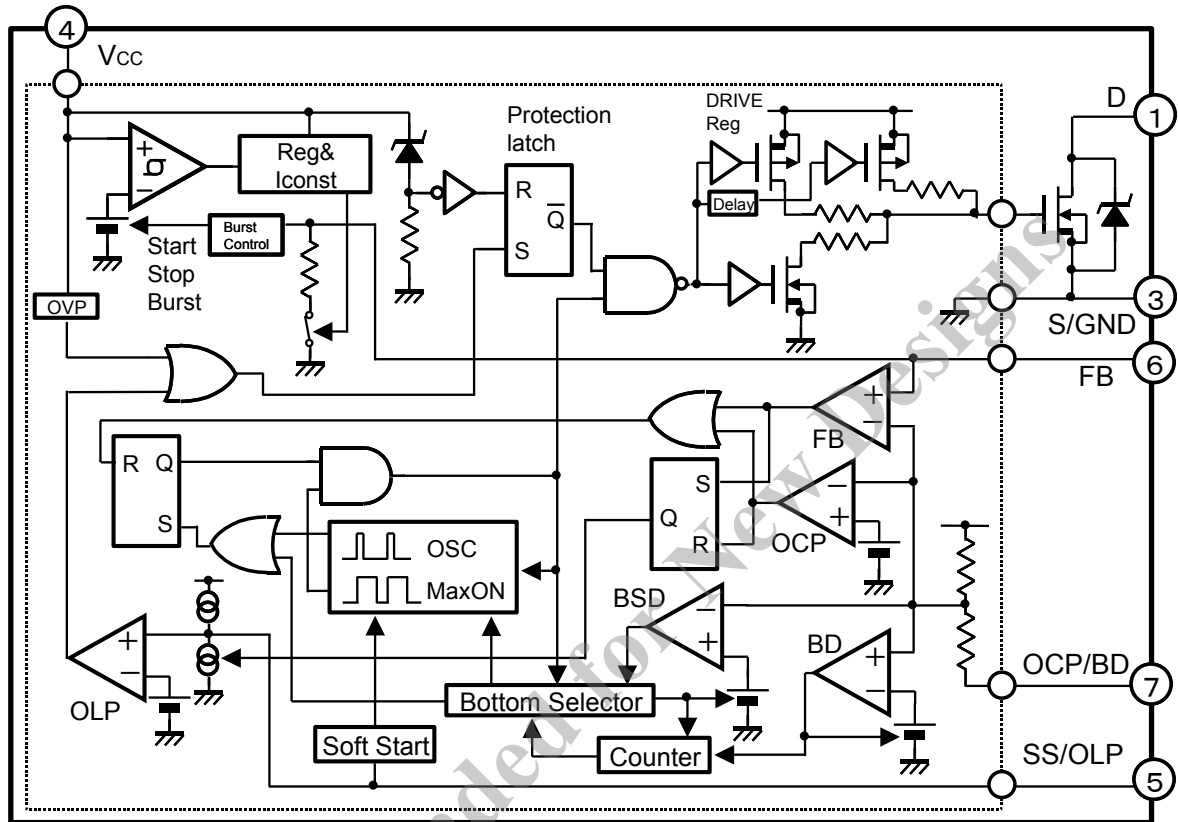 4
VCC
D
1
DRIVE
Reg
Protection
latch
+
−
Reg&
Iconst
R
Q
S
Delay
Burst
Control
Start
Stop
Burst
OVP
3
S/GND
6
FB
+
−
FB
R
Q
S
S
Q
R
−
+
OCP
OSC
MaxON
BSD
−
+
BD
+
−
+
−
OLP
OCP/BD
7
Bottom Selector
Soft Start
Counter
SS/OLP
5
nded for New Designs